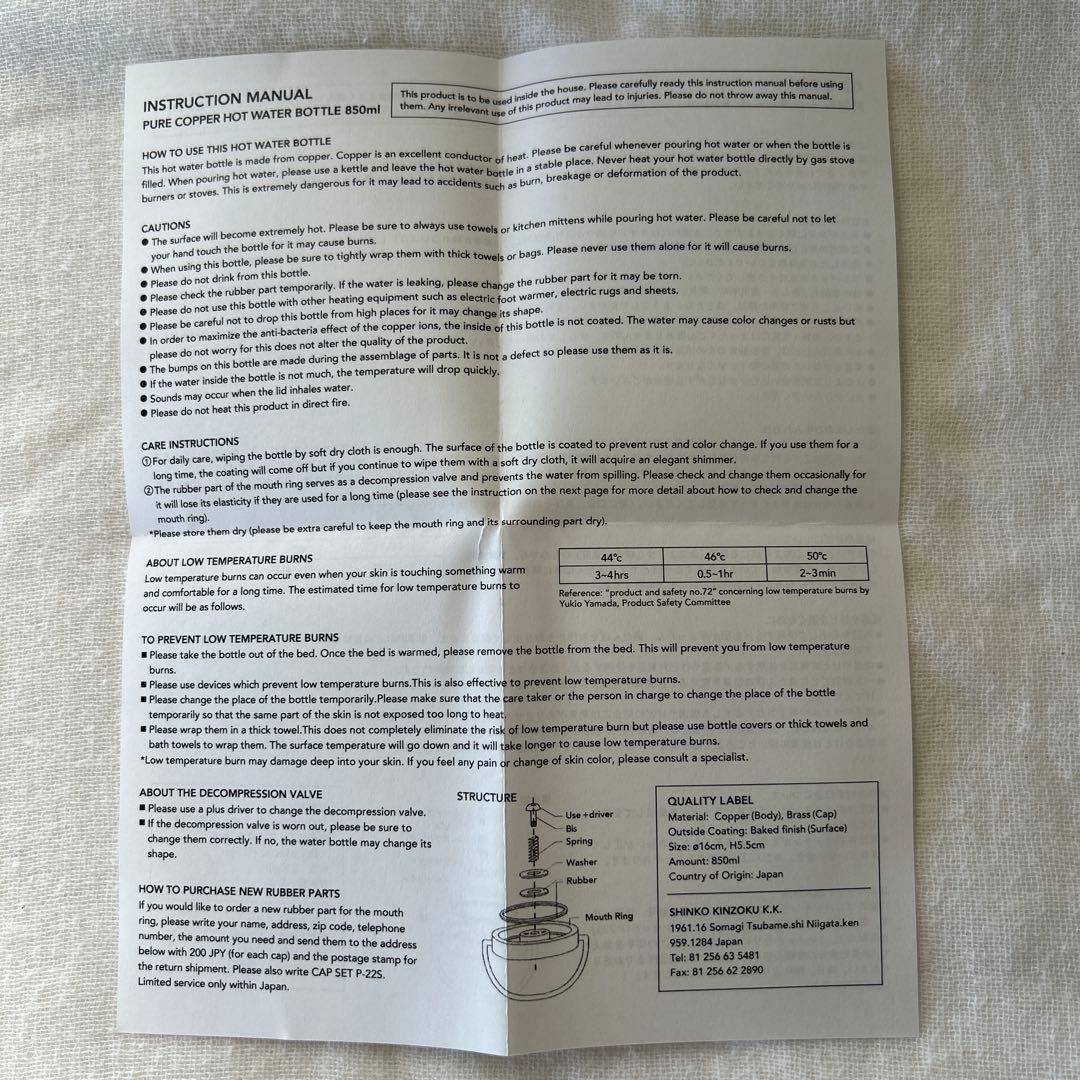 INSTRUCTION MANUAL
PURE COPPER HOT WATER BOTTLE 850ml
This product is to be used inside the house. Please carefully ready this instruction manual before using
them. Any irrelevant use of this product may lead to injuries. Please do not throw away this manual.
HOW TO USE THIS HOT WATER BOTTLE
This hot water bottle is made from copper. Copper is an excellent conductor of heat. Please be careful whenever pouring hot water or when the bottle is
filled. When pouring hot water, please use a kettle and leave the hot water bottle in a stable place. Never heat your hot water bottle directly by gas stove
burners or stoves. This is extremely dangerous for it may lead to accidents such as burn, breakage or deformation of the product.
CAUTIONS
● The surface will become extremely hot. Please be sure to always use towels or kitchen mittens while pouring hot water. Please be careful not to let
your hand touch the bottle for it may cause burns.
● When using this bottle, please be sure to tightly wrap them with thick towels or bags. Please never use them alone for it will cause burns.
● Please do not drink from this bottle.
● Please check the rubber part temporarily. If the water is leaking, please change the rubber part for it may be torn.
● Please do not use this bottle with other heating equipment such as electric foot warmer, electric rugs and sheets.
● Please be careful not to drop this bottle from high places for it may change its shape.
● In order to maximize the anti-bacteria effect of the copper ions, the inside of this bottle is not coated. The water may cause color changes or rusts but
please do not worry for this does not alter the quality of the product.
● The bumps on this bottle are made during the assemblage of parts. It is not a defect so please use them as it is.
● If the water inside the bottle is not much, the temperature will drop quickly.
● Sounds may occur when the lid inhales water.
● Please do not heat this product in direct fire.
CARE INSTRUCTIONS
①For daily care, wiping the bottle by soft dry cloth is enough. The surface of the bottle is coated to prevent rust and color change. If you use them for a
long time, the coating will come off but if you continue to wipe them with a soft dry cloth, it will acquire an elegant shimmer.
②The rubber part of the mouth ring serves as a decompression valve and prevents the water from spilling. Please check and change them occasionally for
it will lose its elasticity if they are used for a long time (please see the instruction on the next page for more detail about how to check and change the
mouth ring).
*Please store them dry (please be extra careful to keep the mouth ring and its surrounding part dry).
ABOUT LOW TEMPERATURE BURNS
Low temperature burns can occur even when your skin is touching something warm
and comfortable for a long time. The estimated time for low temperature burns to
occur will be as follows.
44℃ 46℃ 50℃
3~4hrs 0.5~1hr 2~3min
Reference: "product and safety no.72" concerning low temperature burns by
Yukio Yamada, Product Safety Committee
TO PREVENT LOW TEMPERATURE BURNS
■ Please take the bottle out of the bed. Once the bed is warmed, please remove the bottle from the bed. This will prevent you from low temperature
burns.
■ Please use devices which prevent low temperature burns.This is also effective to prevent low temperature burns.
■ Please change the place of the bottle temporarily.Please make sure that the care taker or the person in charge to change the place of the bottle
temporarily so that the same part of the skin is not exposed too long to heat.
■ Please wrap them in a thick towel.This does not completely eliminate the risk of low temperature burn but please use bottle covers or thick towels and
bath towels to wrap them. The surface temperature will go down and it will take longer to cause low temperature burns.
*Low temperature burn may damage deep into your skin. If you feel any pain or change of skin color, please consult a specialist.
ABOUT THE DECOMPRESSION VALVE
■ Please use a plus driver to change the decompression valve.
■ If the decompression valve is worn out, please be sure to
change them correctly. If no, the water bottle may change its
shape.
HOW TO PURCHASE NEW RUBBER PARTS
If you would like to order a new rubber part for the mouth
ring, please write your name, address, zip code, telephone
number, the amount you need and send them to the address
below with 200 JPY (for each cap) and the postage stamp for
the return shipment. Please also write CAP SET P-22S.
Limited service only within Japan.
STRUCTURE
Use +driver
Bis
Spring
Washer
Rubber
Mouth Ring
QUALITY LABEL
Material: Copper (Body), Brass (Cap)
Outside Coating: Baked finish (Surface)
Size: ø16cm, H5.5cm
Amount: 850ml
Country of Origin: Japan
SHINKO KINZOKU K.K.
1961.16 Somagi Tsubame.shi Niigata.ken
959.1284 Japan
Tel: 81 256 63 5481
Fax: 81 256 62 2890